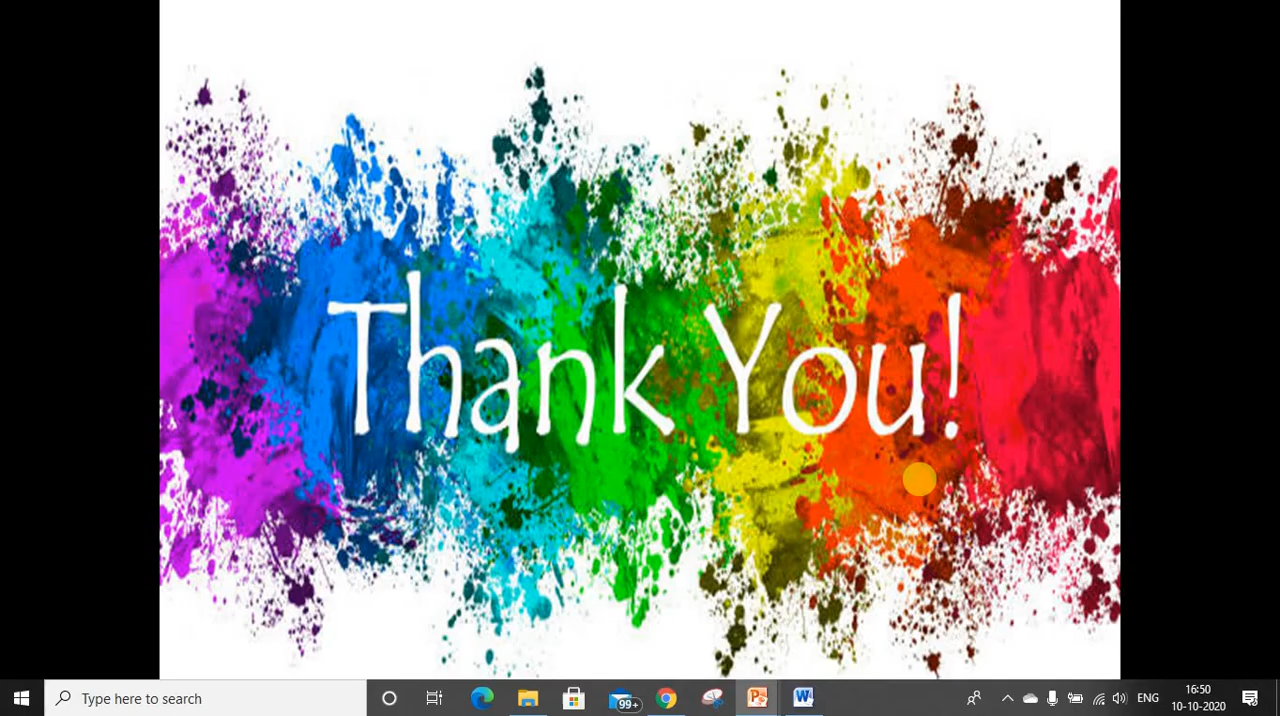 Thank You!
Type here to search
99+
ENG
16:50
10-10-2020